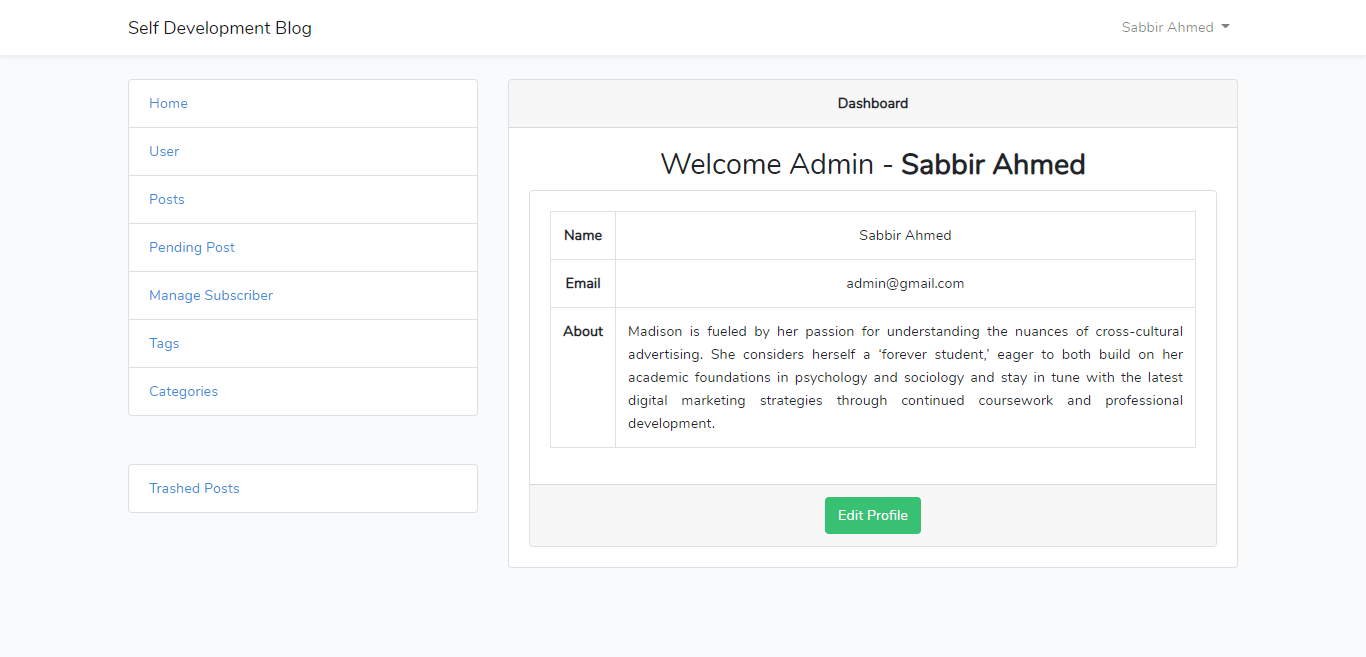 Self Development Blog
Sabbir Ahmed
Home
User
Posts
Pending Post
Manage Subscriber
Tags
Categories
Trashed Posts
Dashboard
Welcome Admin - Sabbir Ahmed
Name Sabbir Ahmed
Email admin@gmail.com
About Madison is fueled by her passion for understanding the nuances of cross-cultural
advertising. She considers herself a ‘forever student,’ eager to both build on her
academic foundations in psychology and sociology and stay in tune with the latest
digital marketing strategies through continued coursework and professional
development.
Edit Profile